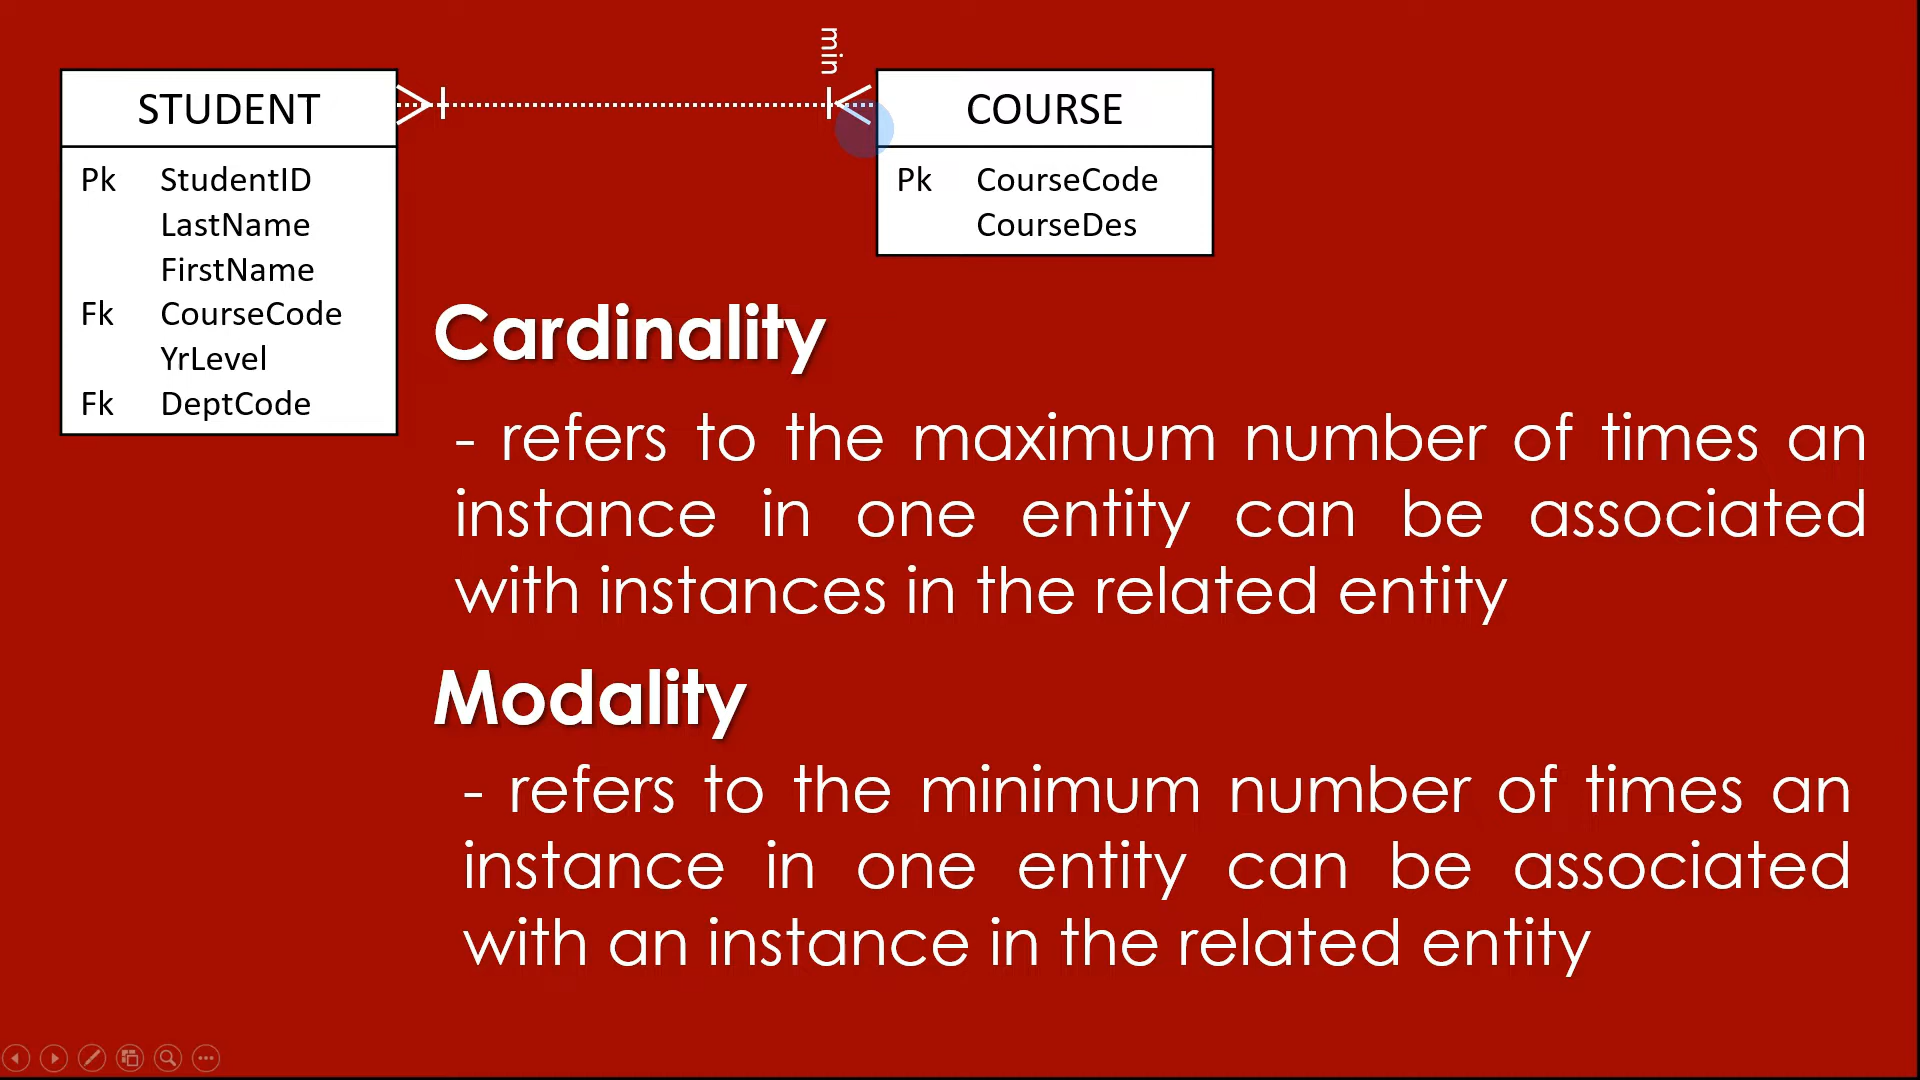 min
STUDENT
Pk StudentID
LastName
FirstName
Fk CourseCode
YrLevel
Fk DeptCode
COURSE
Pk CourseCode
CourseDes
Cardinality
- refers to the maximum number of times an
instance in one entity can be associated
with instances in the related entity
Modality
- refers to the minimum number of times an
instance in one entity can be associated
with an instance in the related entity